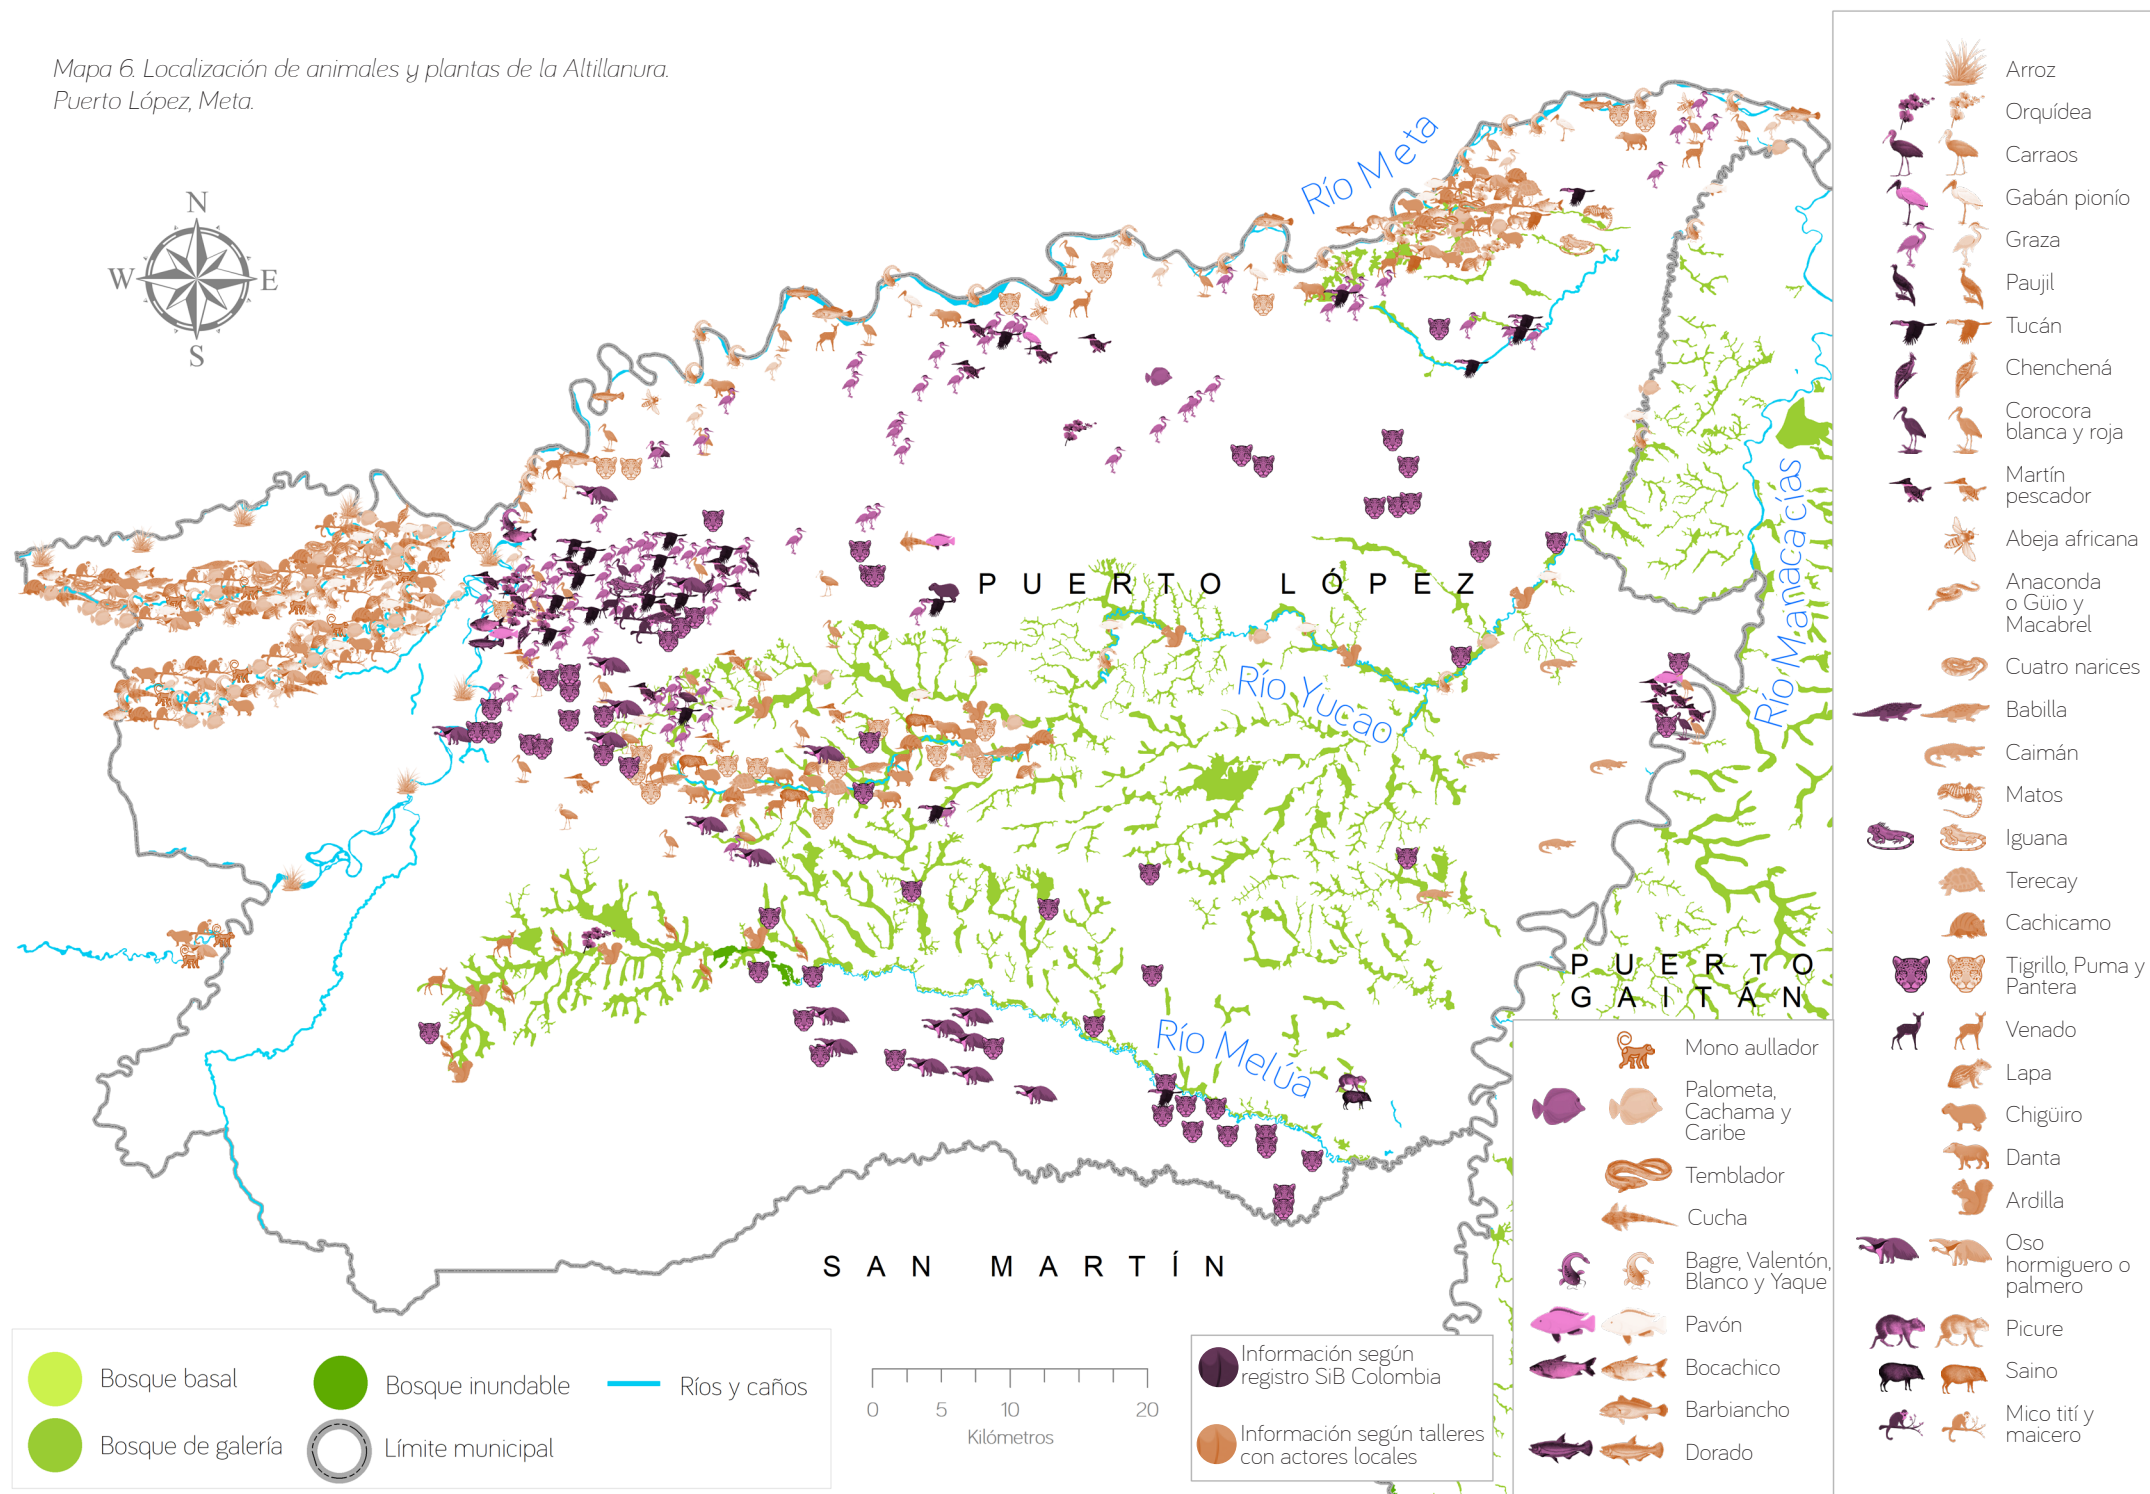 Mapa 6. Localización de animales y plantas de la Altillanura.
Puerto López, Meta.
N
W
E
S
Río Meta
PUERTO LÓPEZ
Río Yucao
Río Manacacías
Río Melúa
PUERTO
GAITÁN
SAN MARTÍN
Arroz
Orquídea
Carraos
Gabán pionío
Graza
Paujil
Tucán
Chenchená
Corocora
blanca y roja
Martín
pescador
Abeja africana
Anaconda
o Güio y
Macabrel
Cuatro narices
Babilla
Caimán
Matos
Iguana
Terecay
Cachicamo
Tigrillo, Puma y
Pantera
Venado
Lapa
Chigüiro
Danta
Ardilla
Oso
hormiguero o
palmero
Picure
Saino
Mico tití y
maicero
Mono aullador
Palometa,
Cachama y
Caribe
Temblador
Cucha
Bagre, Valentón,
Blanco y Yaque
Pavón
Bocachico
Barbiancho
Dorado
Bosque basal
Bosque de galería
Bosque inundable
Límite municipal
Ríos y caños
0 5 10 20
Kilómetros
Información según
registro SiB Colombia
Información según talleres
con actores locales